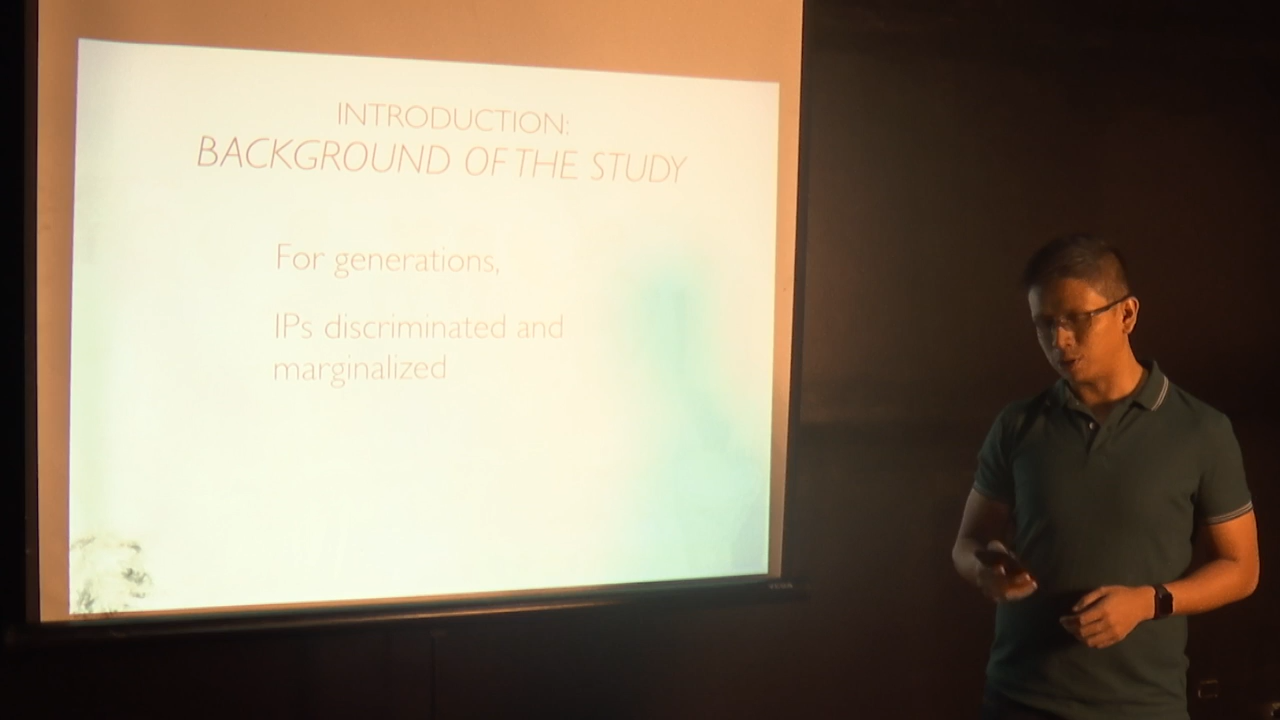 INTRODUCTION:
BACKGROUND OF THE STUDY
For generations,
IPs discriminated and
marginalized